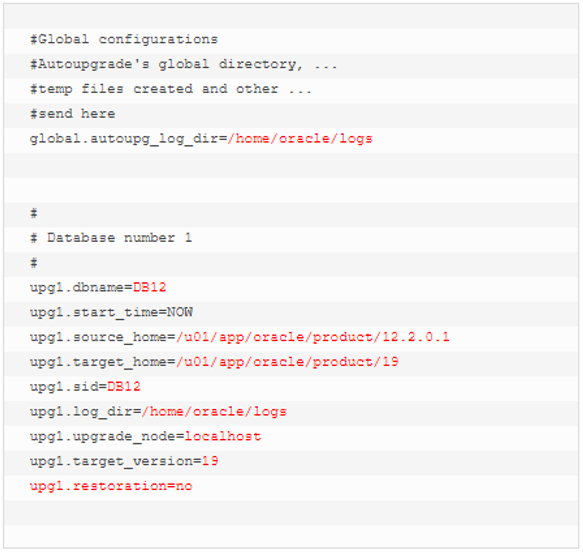 #Global configurations
#Autoupgrade's global directory, ...
#temp files created and other ...
#send here
global.autoupg_log_dir=/home/oracle/logs
#
# Database number 1
#
upg1.dbname=DB12
upg1.start_time=NOW
upg1.source_home=/u01/app/oracle/product/12.2.0.1
upg1.target_home=/u01/app/oracle/product/19
upg1.sid=DB12
upg1.log_dir=/home/oracle/logs
upg1.upgrade_node=localhost
upg1.target_version=19
upg1.restoration=no